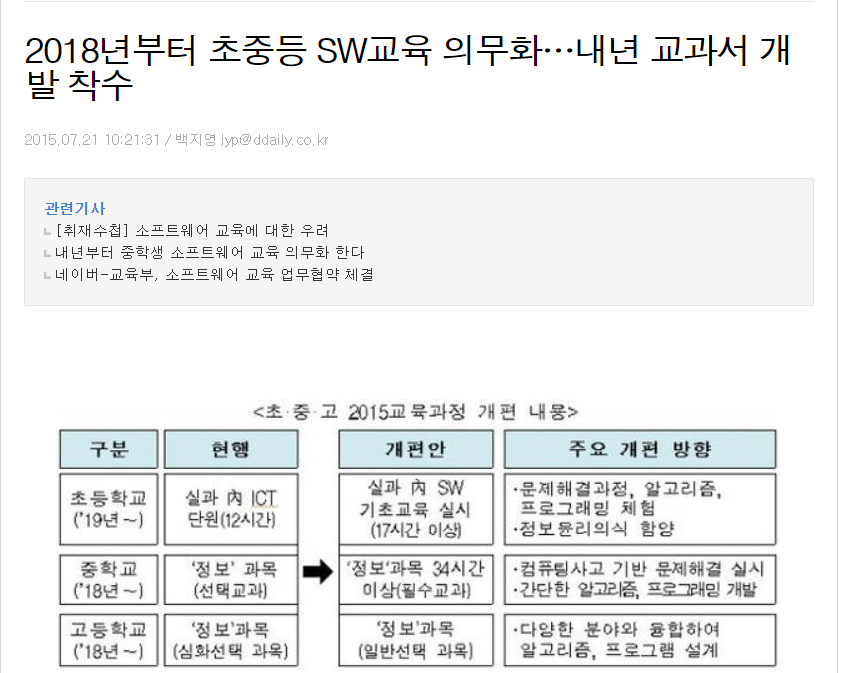 2018년부터 초중등 SW교육 의무화…내년 교과서 개
발 착수
2015.07.21 10:21:31 / 백지영 jyp@ddaily.co.kr
관련기사
[취재수첩] 소프트웨어 교육에 대한 우려
내년부터 중학생 소프트웨어 교육 의무화 한다
네이버-교육부, 소프트웨어 교육 업무협약 체결
<초·중·고 2015교육과정 개편 내용>
구분 현행 개편안 주요 개편 방향
초등학교
('19년~)
실과 內 ICT
단원(12시간)
실과 內 SW
기초교육 실시
(17시간 이상)
·문제해결과정, 알고리즘,
프로그래밍 체험
·정보윤리의식 함양
중학교
('18년~)
'정보' 과목
(선택교과)
'정보'과목 34시간
이상(필수교과)
·컴퓨팅사고 기반 문제해결 실시
·간단한 알고리즘, 프로그래밍 개발
고등학교
('18년~)
'정보'과목
(심화선택 과목)
'정보'과목
(일반선택 과목)
·다양한 분야와 융합하여
알고리즘, 프로그램 설계